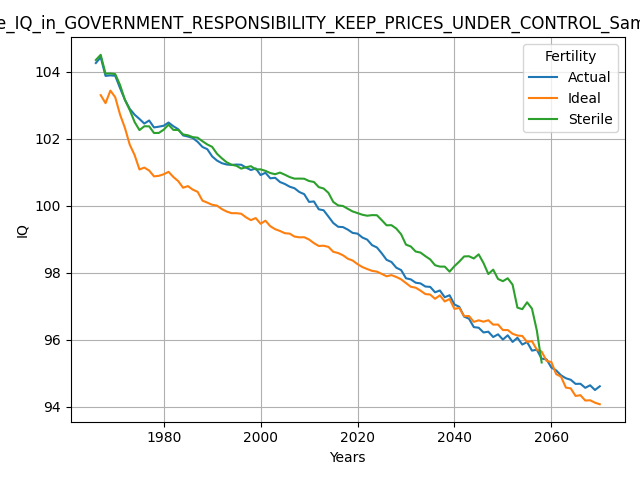 e_IQ_in_GOVERNMENT_RESPONSIBILITY_KEEP_PRICES_UNDER_CONTROL_Sam
Fertility
Actual
Ideal
Sterile
104
102
100
98
96
94
IQ
1980
2000
2020
2040
2060
Years